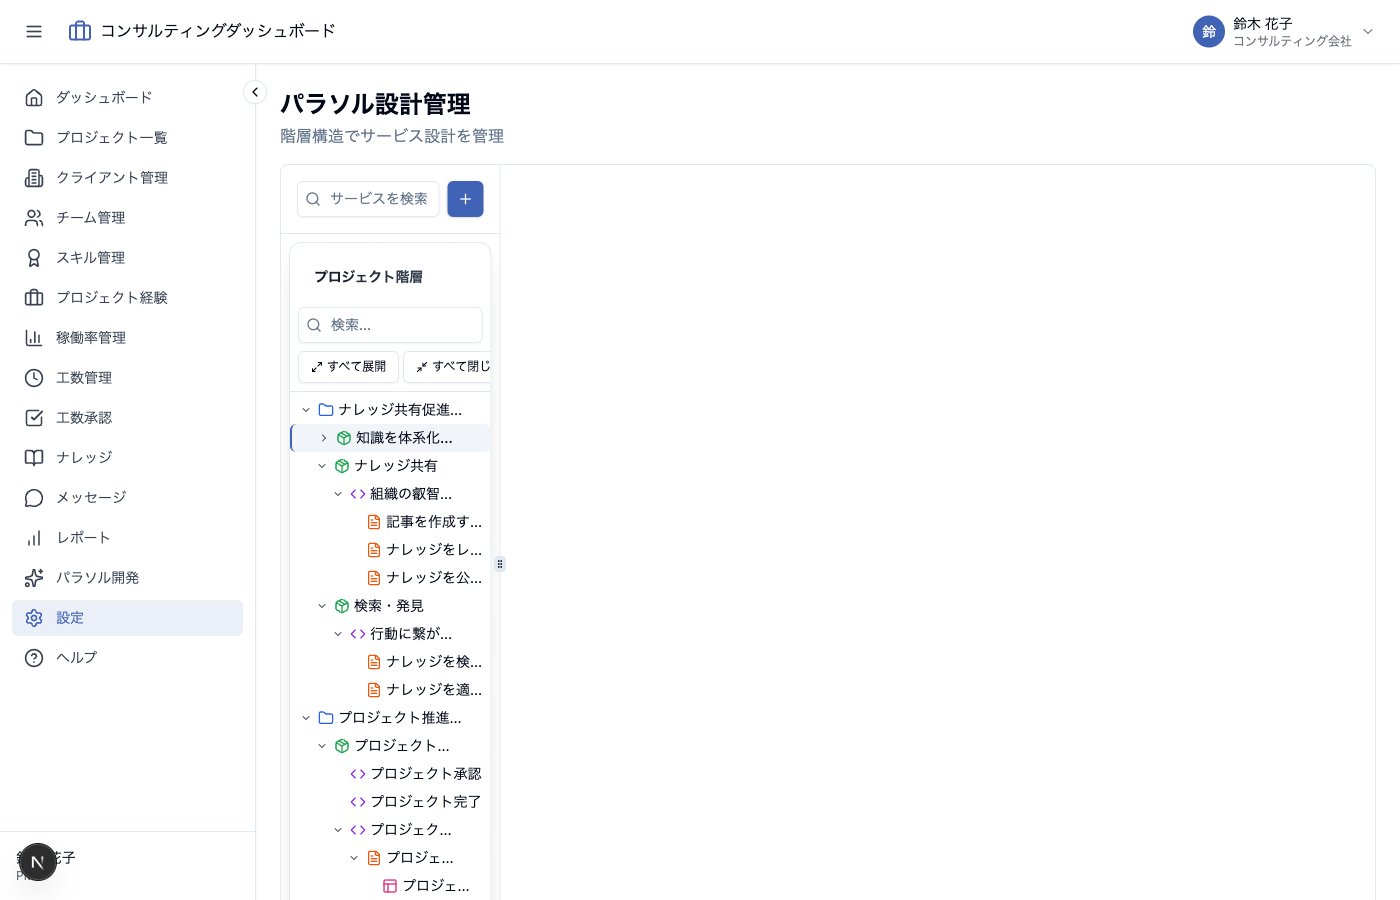 コンサルティングダッシュボード
鈴 鈴木 花子
コンサルティング会社
ダッシュボード
プロジェクト一覧
クライアント管理
チーム管理
スキル管理
プロジェクト経験
稼働率管理
工数管理
工数承認
ナレッジ
メッセージ
レポート
パラソル開発
設定
ヘルプ
花子
N
パラソル設計管理
階層構造でサービス設計を管理
サービスを検索
プロジェクト階層
検索...
すべて展開 すべて閉じ
ナレッジ共有促進...
知識を体系化...
ナレッジ共有
組織の叡智...
記事を作成す...
ナレッジをレ...
ナレッジを公...
検索・発見
行動に繋が...
ナレッジを検...
ナレッジを適...
プロジェクト推進...
プロジェクト...
プロジェクト承認
プロジェクト完了
プロジェク...
プロジェ...
プロジェ...